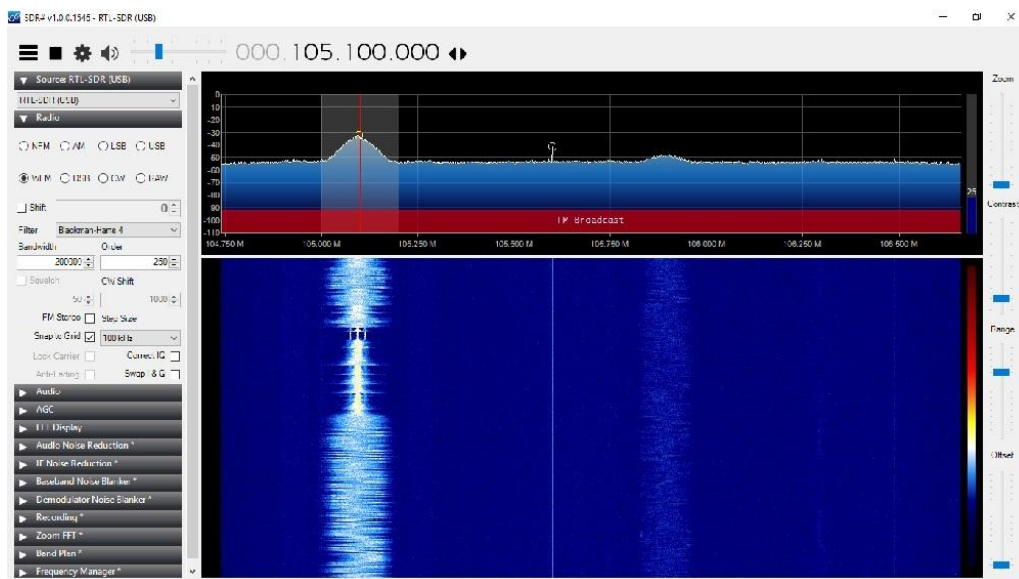 SDR# v1.0.0.1545 - RTL-SDR (USB)
000.105.100.000
Source: RTL-SDR (USB)
RTL-SDR (USB)
Radio
NFM AM LSB USB
WFM DSB CW RAW
Shift 0
Filter Blackman-Harris 4
Bandwidth Order
200000 250
Squelch CW Shift
50 1000
FM Stereo Step Size
Snap to Grid 100 kHz
Lock Carrier Correct IQ
Anti-Fading Swap I & Q
Audio
AGC
FFT Display
Audio Noise Reduction *
IF Noise Reduction *
Baseband Noise Blanker *
Demodulator Noise Blanker *
Recording *
Zoom FFT *
Band Plan *
Frequency Manager *
0
-10
-20
-30
-40
-60
-70
-80
-90
-100
-110
FM Broadcast
25
104.750 M 105.000 M 105.250 M 105.500 M 105.750 M 106.000 M 106.250 M 106.500 M
Zoom
Contrast
Range
Offset